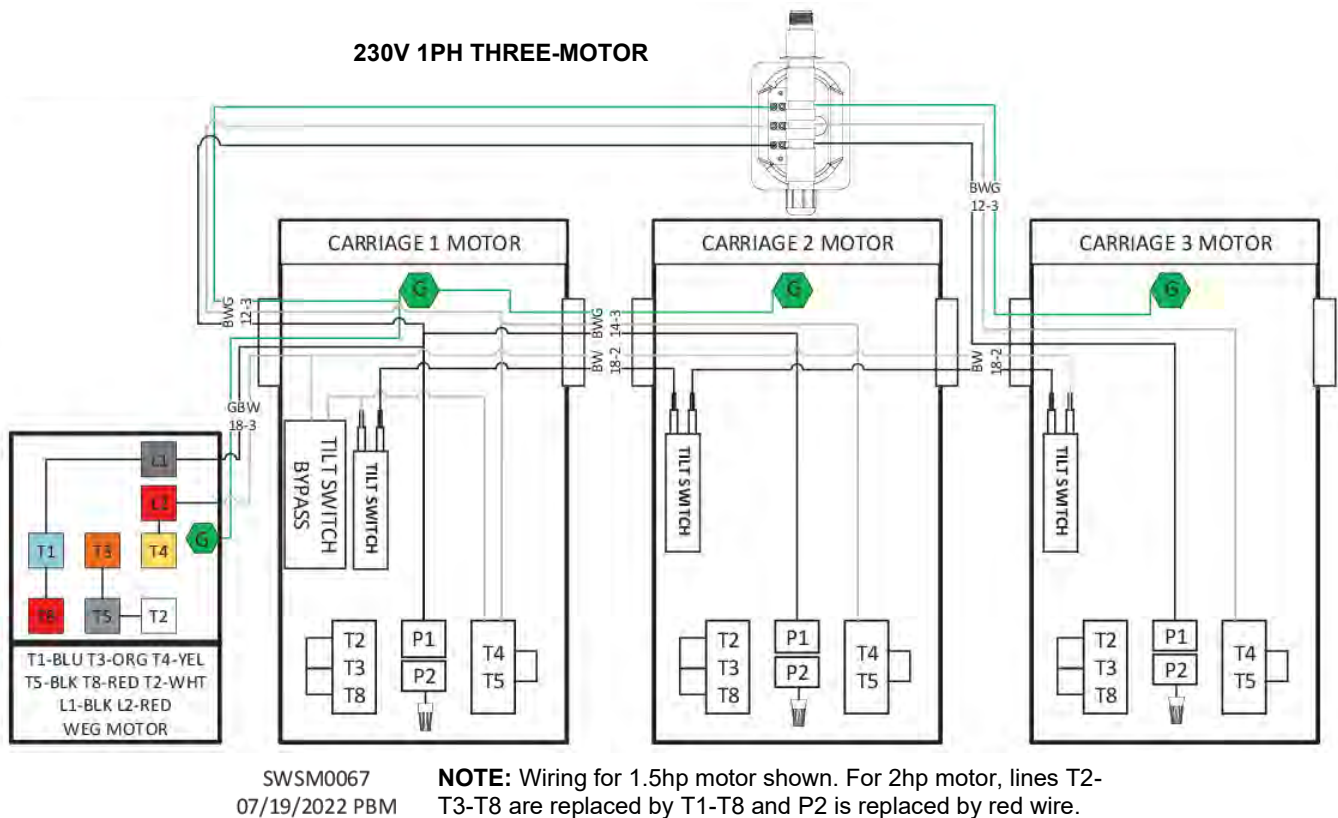 230V 1PH THREE-MOTOR
BWG
12-3
CARRIAGE 1 MOTOR
CARRIAGE 2 MOTOR
CARRIAGE 3 MOTOR
G
G
G
BWG
12-3
BWG
14-3
BW
18-2
BW
18-2
GBW
18-3
TILT SWITCH
BYPASS
TILT SWITCH
TILT SWITCH
TILT SWITCH
L1
L2
G
T1
T3
T4
T8
T5
T2
T2
T3
T8
P1
P2
T4
T5
T2
T3
T8
P1
P2
T4
T5
T2
T3
T8
P1
P2
T4
T5
T1-BLU T3-ORG T4-YEL
T5-BLK T8-RED T2-WHT
L1-BLK L2-RED
WEG MOTOR
SWSM0067
07/19/2022 PBM
NOTE: Wiring for 1.5hp motor shown. For 2hp motor, lines T2-
T3-T8 are replaced by T1-T8 and P2 is replaced by red wire.